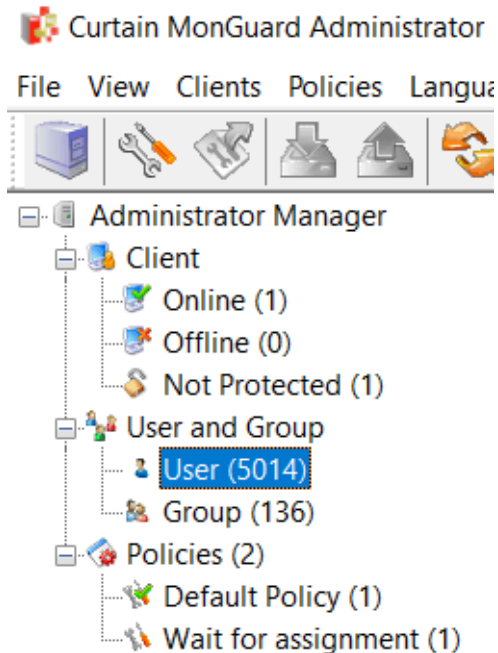 Curtain MonGuard Administrator
File View Clients Policies
Administrator Manager
Client
Online (1)
Offline (0)
Not Protected (1)
User and Group
User (5014)
Group (136)
Policies (2)
Default Policy (1)
Wait for assignment (1)